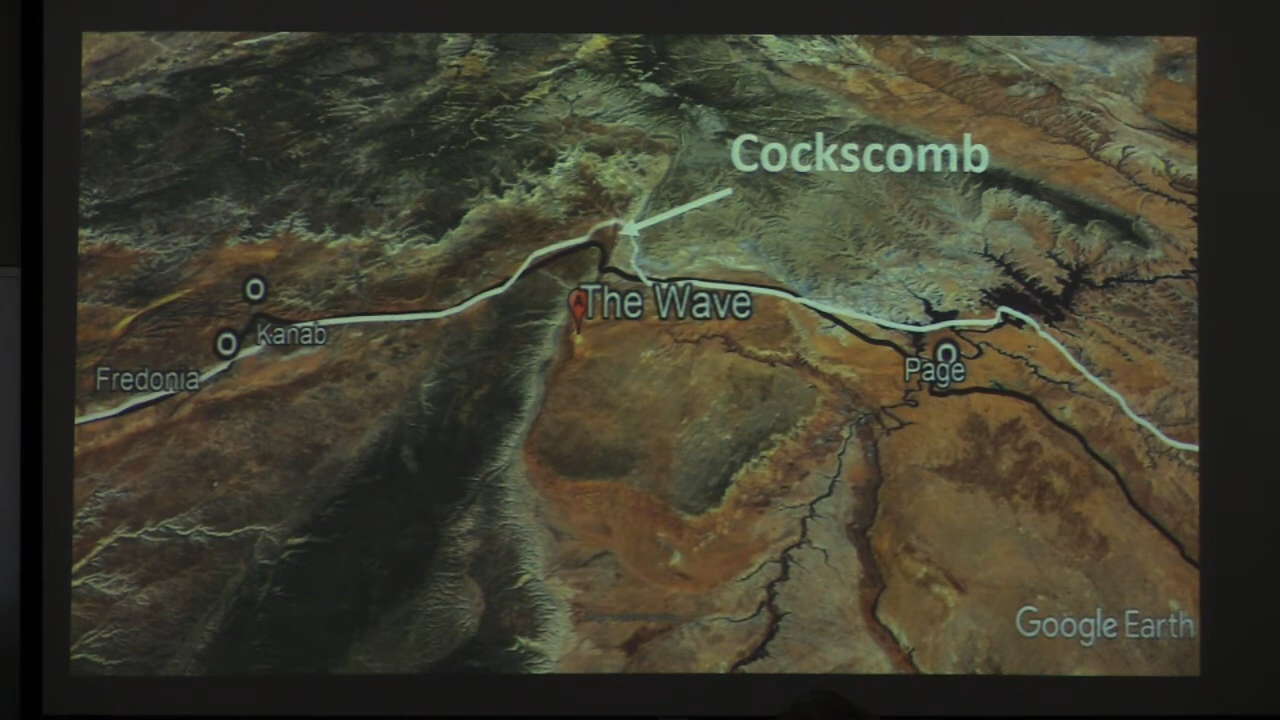 Cockscomb
The Wave
Kanab
Fredonia
Page
Google Earth